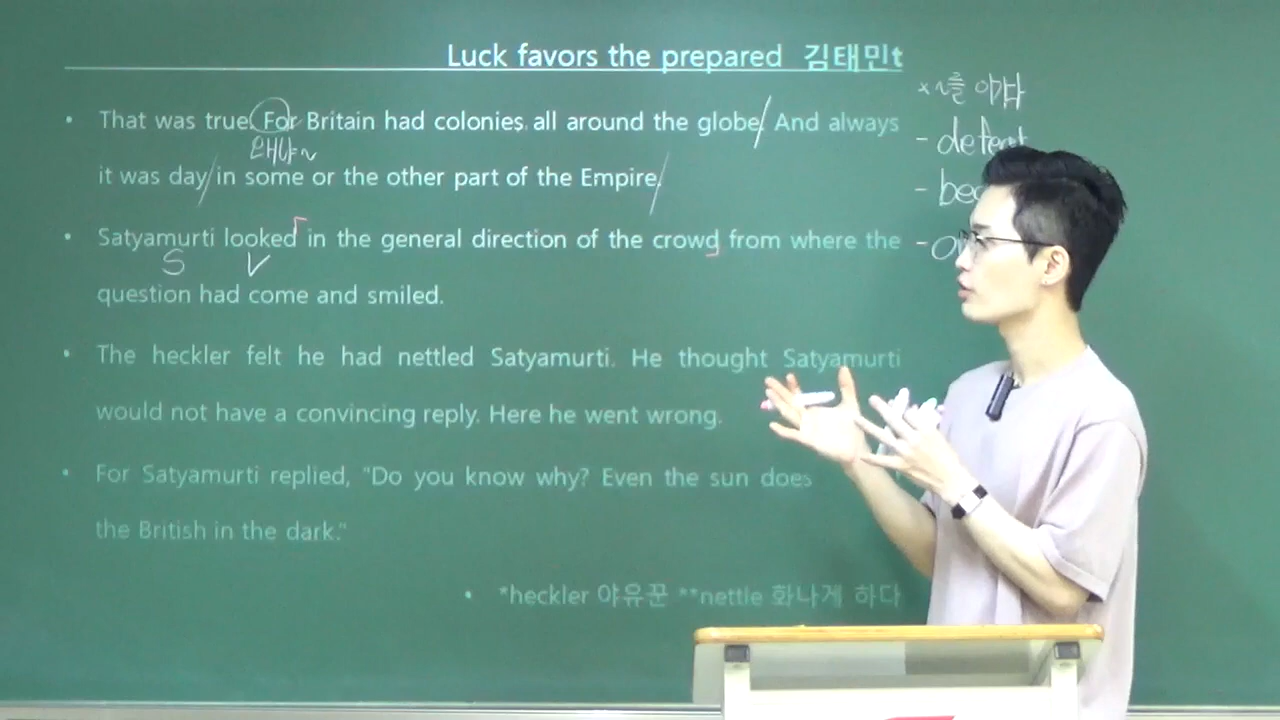 Luck favors the prepared 김태민t
• That was true. For Britain had colonies all around the globe. And always
왜냐~
it was day in some or the other part of the Empire.
• Satyamurti looked in the general direction of the crowd from where the
S V
question had come and smiled.
• The heckler felt he had nettled Satyamurti. He thought Satyamurti
would not have a convincing reply. Here he went wrong.
• For Satyamurti replied, "Do you know why? Even the sun does
the British in the dark."
• *heckler 야유꾼 **nettle 화나게 하다
x ~를
- defeat
-
-